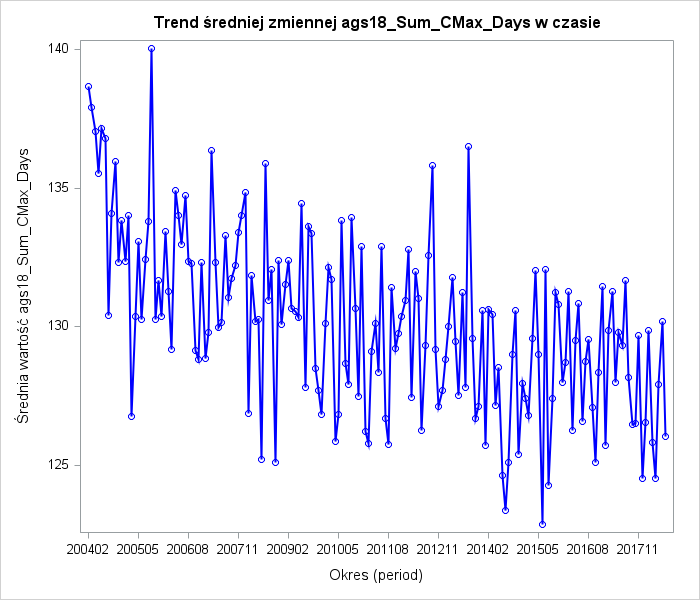 Trend średniej zmiennej ags18_Sum_CMax_Days w czasie
Średnia wartość ags18_Sum_CMax_Days
140
135
130
125
200402 200505 200608 200711 200902 201005 201108 201211 201402 201505 201608 201711
Okres (period)